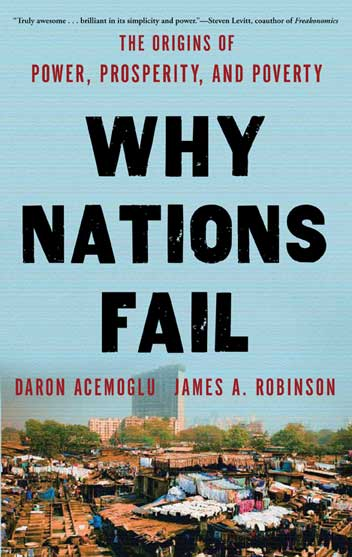 "Truly awesome . . . brilliant in its simplicity and power."—Steven Levitt, coauthor of Freakonomics
THE ORIGINS OF
POWER, PROSPERITY, AND POVERTY
WHY
NATIONS
FAIL
DARON ACEMOGLU JAMES A. ROBINSON